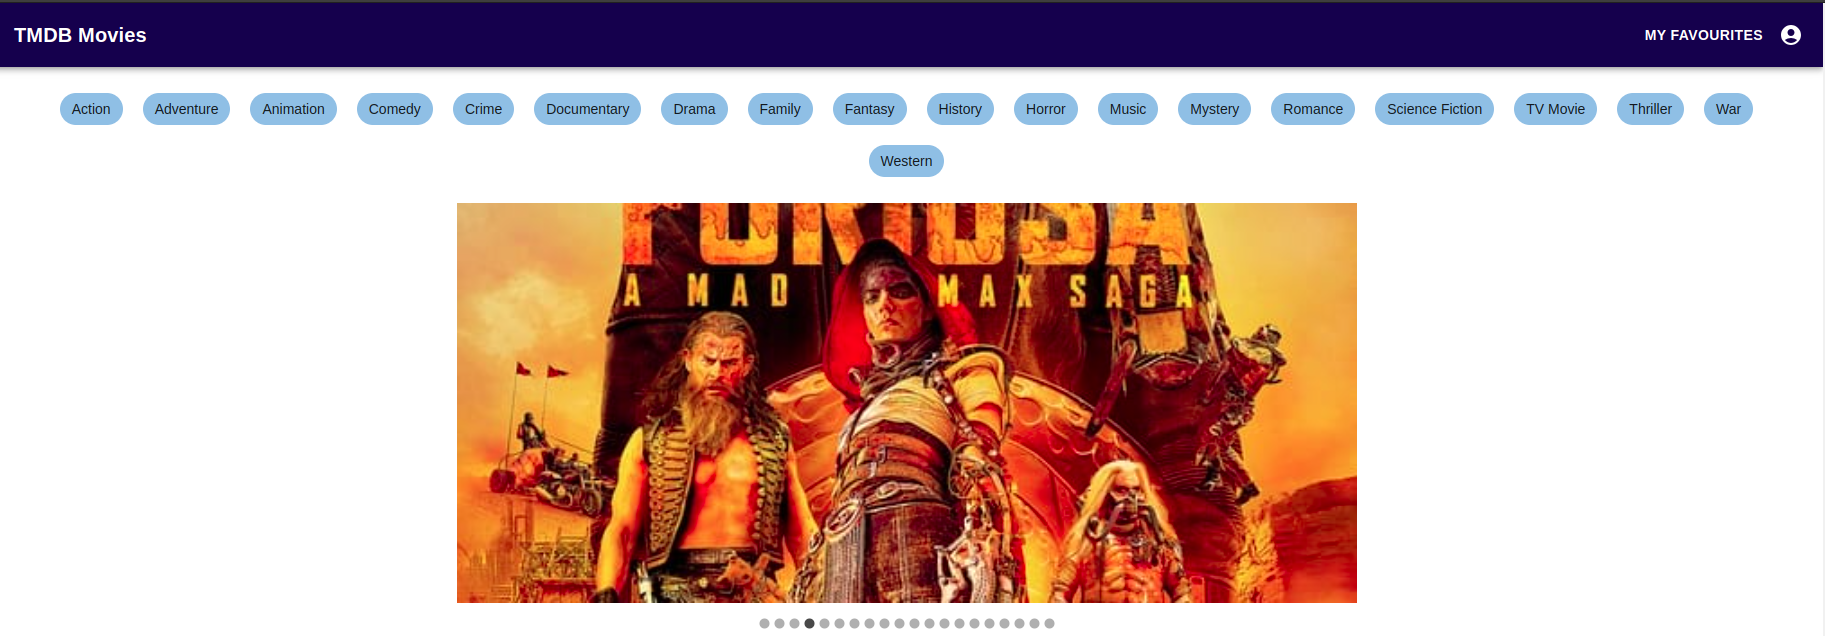 TMDB Movies
MY FAVOURITES
Action Adventure Animation Comedy Crime Documentary Drama Family Fantasy History Horror Music Mystery Romance Science Fiction TV Movie Thriller War
Western
FURIOSA
A MAD MAX SAGA